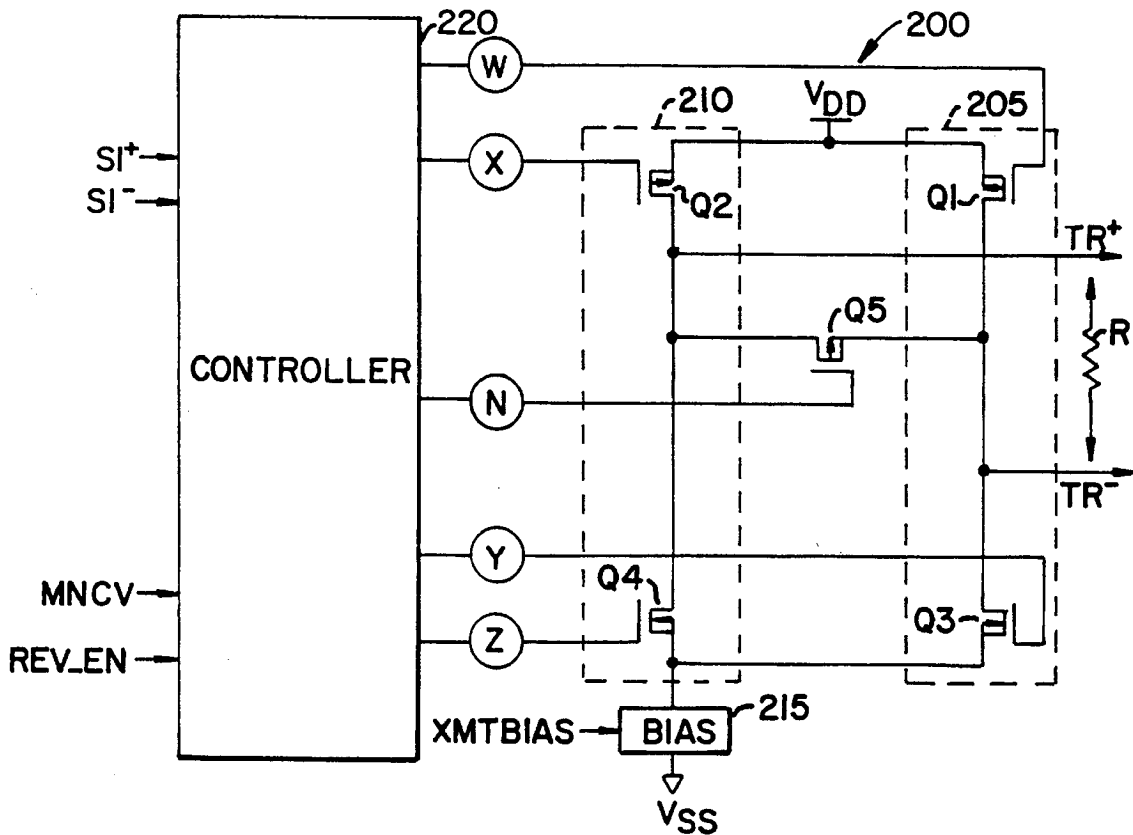 220
W
200
210
VDD
205
SI+
X
SI-
Q2
Q1
TR+
Q5
R
CONTROLLER
N
TR-
Y
Q4
MNCV
Q3
Z
REV_EN
215
XMTBIAS
BIAS
VSS